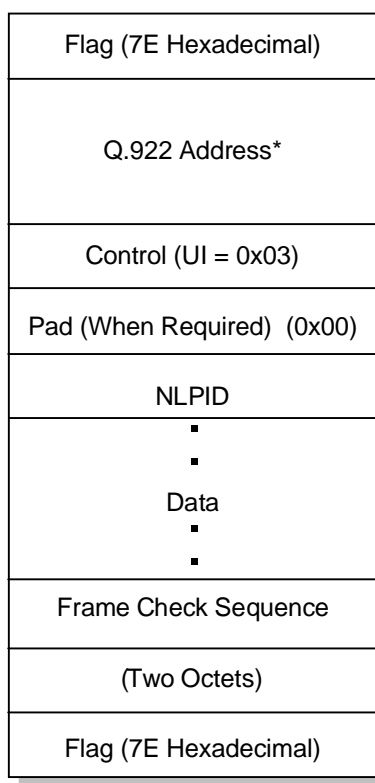 Flag (7E Hexadecimal)
Q.922 Address*
Control (UI = 0x03)
Pad (When Required) (0x00)
NLPID
Data
Frame Check Sequence
(Two Octets)
Flag (7E Hexadecimal)